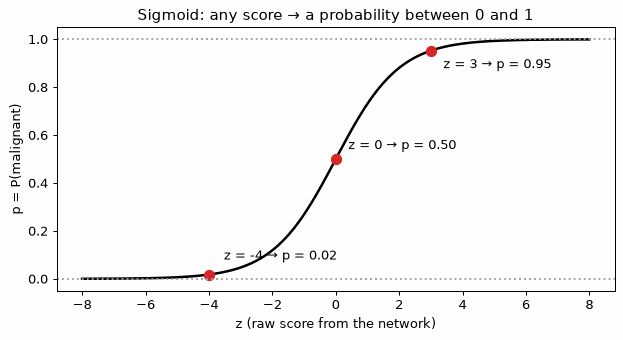 Sigmoid: any score → a probability between 0 and 1
1.0
z = 3 → p = 0.95
0.8
0.6
z = 0 → p = 0.50
0.4
0.2
z = -4 → p = 0.02
0.0
p = P(malignant)
−8 −6 −4 −2 0 2 4 6 8
z (raw score from the network)